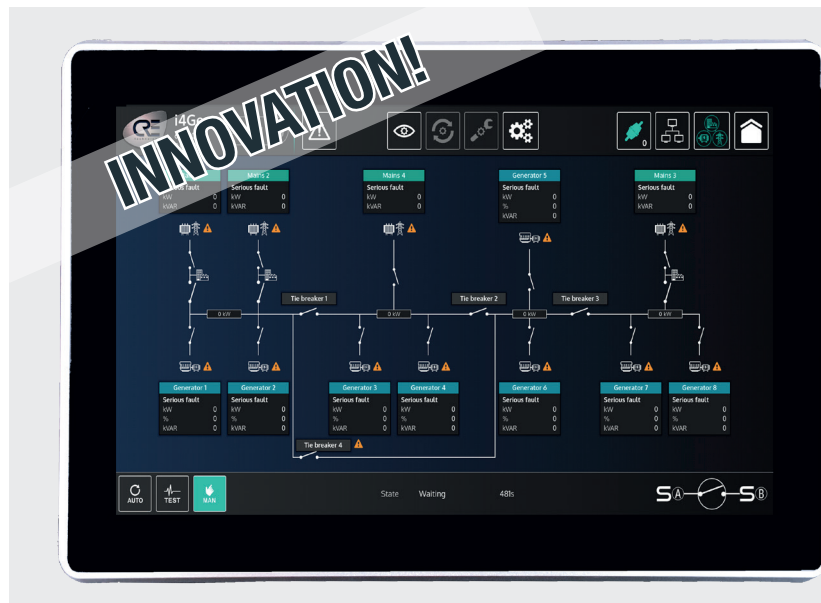 INNOVATION!
CRE
i4Ge
0
Mains 2
Serious fault
kW 0
kVAR 0
Serious fault
kW 0
kVAR 0
Mains 4
Serious fault
kW 0
kVAR 0
Generator 5
Serious fault
kW 0
% 0
kVAR 0
Mains 3
Serious fault
kW 0
kVAR 0
Tie breaker 1
Tie breaker 2
Tie breaker 3
0 kW
0 kW
0 kW
0 kW
Generator 1
Serious fault
kW 0
% 0
kVAR 0
Generator 2
Serious fault
kW 0
% 0
kVAR 0
Generator 3
Serious fault
kW 0
% 0
kVAR 0
Generator 4
Serious fault
kW 0
% 0
kVAR 0
Generator 6
Serious fault
kW 0
% 0
kVAR 0
Generator 7
Serious fault
kW 0
% 0
kVAR 0
Generator 8
Serious fault
kW 0
% 0
kVAR 0
Tie breaker 4
AUTO
TEST
MAN
State Waiting 481s
S A S B